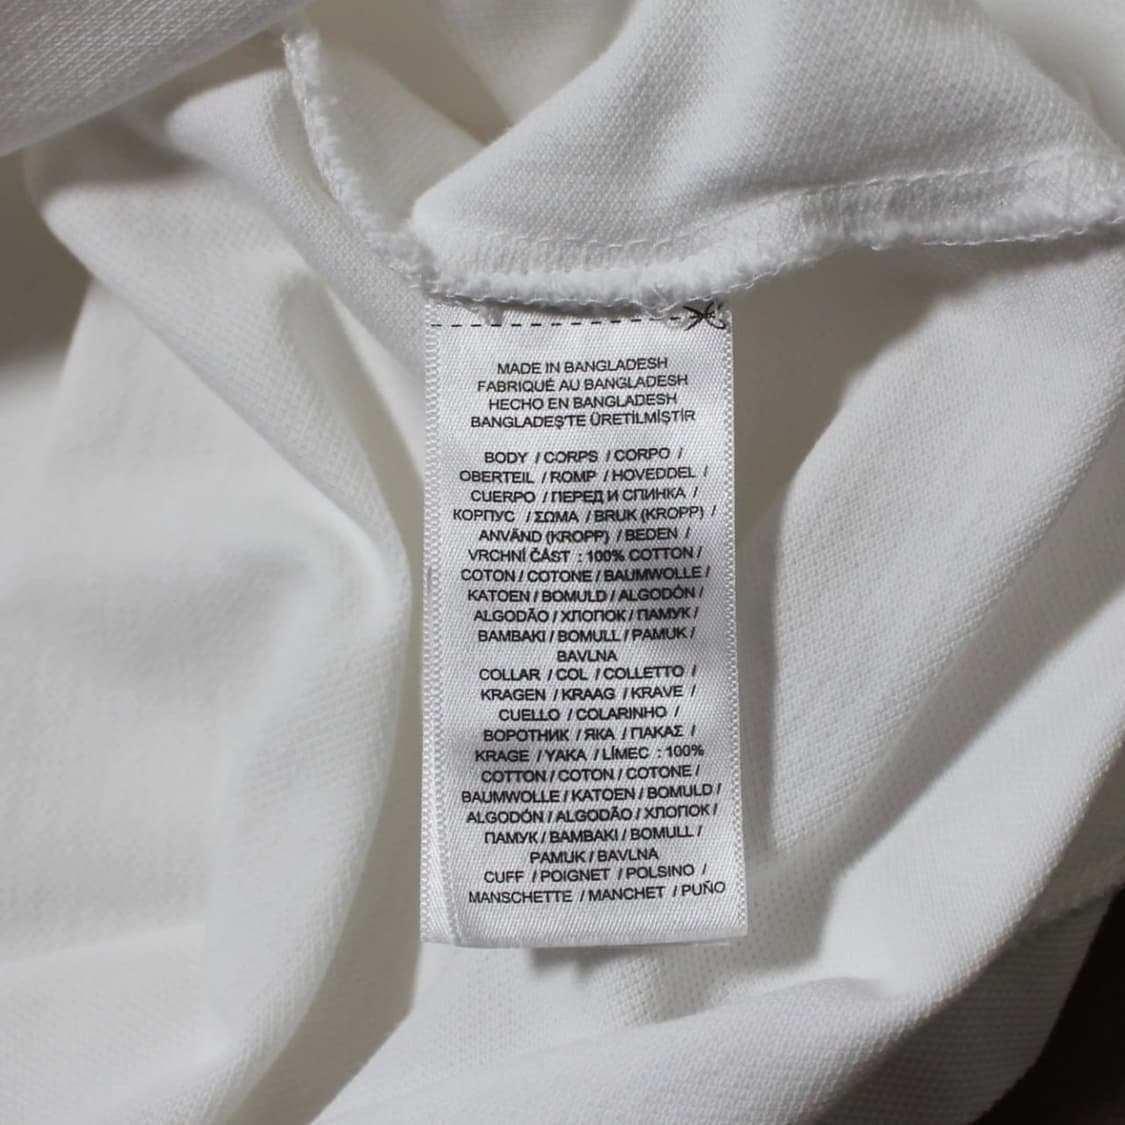 MADE IN BANGLADESH
FABRIQUÉ AU BANGLADESH
HECHO EN BANGLADESH
BANGLADEŞ'TE ÜRETİLMİŞTİR
BODY / CORPS / CORPO /
OBERTEIL / ROMP / HOVEDDEL /
CUERPO / ПЕРЕД И СПИНКА /
КОРПУС / ΣΩΜΑ / BRUK (KROPP) /
ANVÄND (KROPP) / BEDEN /
VRCHNÍ ČÁST : 100% COTTON /
COTON / COTONE / BAUMWOLLE /
KATOEN / BOMULD / ALGODÓN /
ALGODÃO / ХЛОПОК / ПАМУК /
BAMBAKI / BOMULL / PAMUK /
BAVLNA
COLLAR / COL / COLLETTO /
KRAGEN / KRAAG / KRAVE /
CUELLO / COLARINHO /
ВОРОТНИК / ЯКА / ΓΙΑΚΑΣ /
KRAGE / YAKA / LÍMEC : 100%
COTTON / COTON / COTONE /
BAUMWOLLE / KATOEN / BOMULD /
ALGODÓN / ALGODÃO / ХЛОПОК /
ПАМУК / BAMBAKI / BOMULL /
PAMUK / BAVLNA
CUFF / POIGNET / POLSINO /
MANSCHETTE / MANCHET / PUÑO